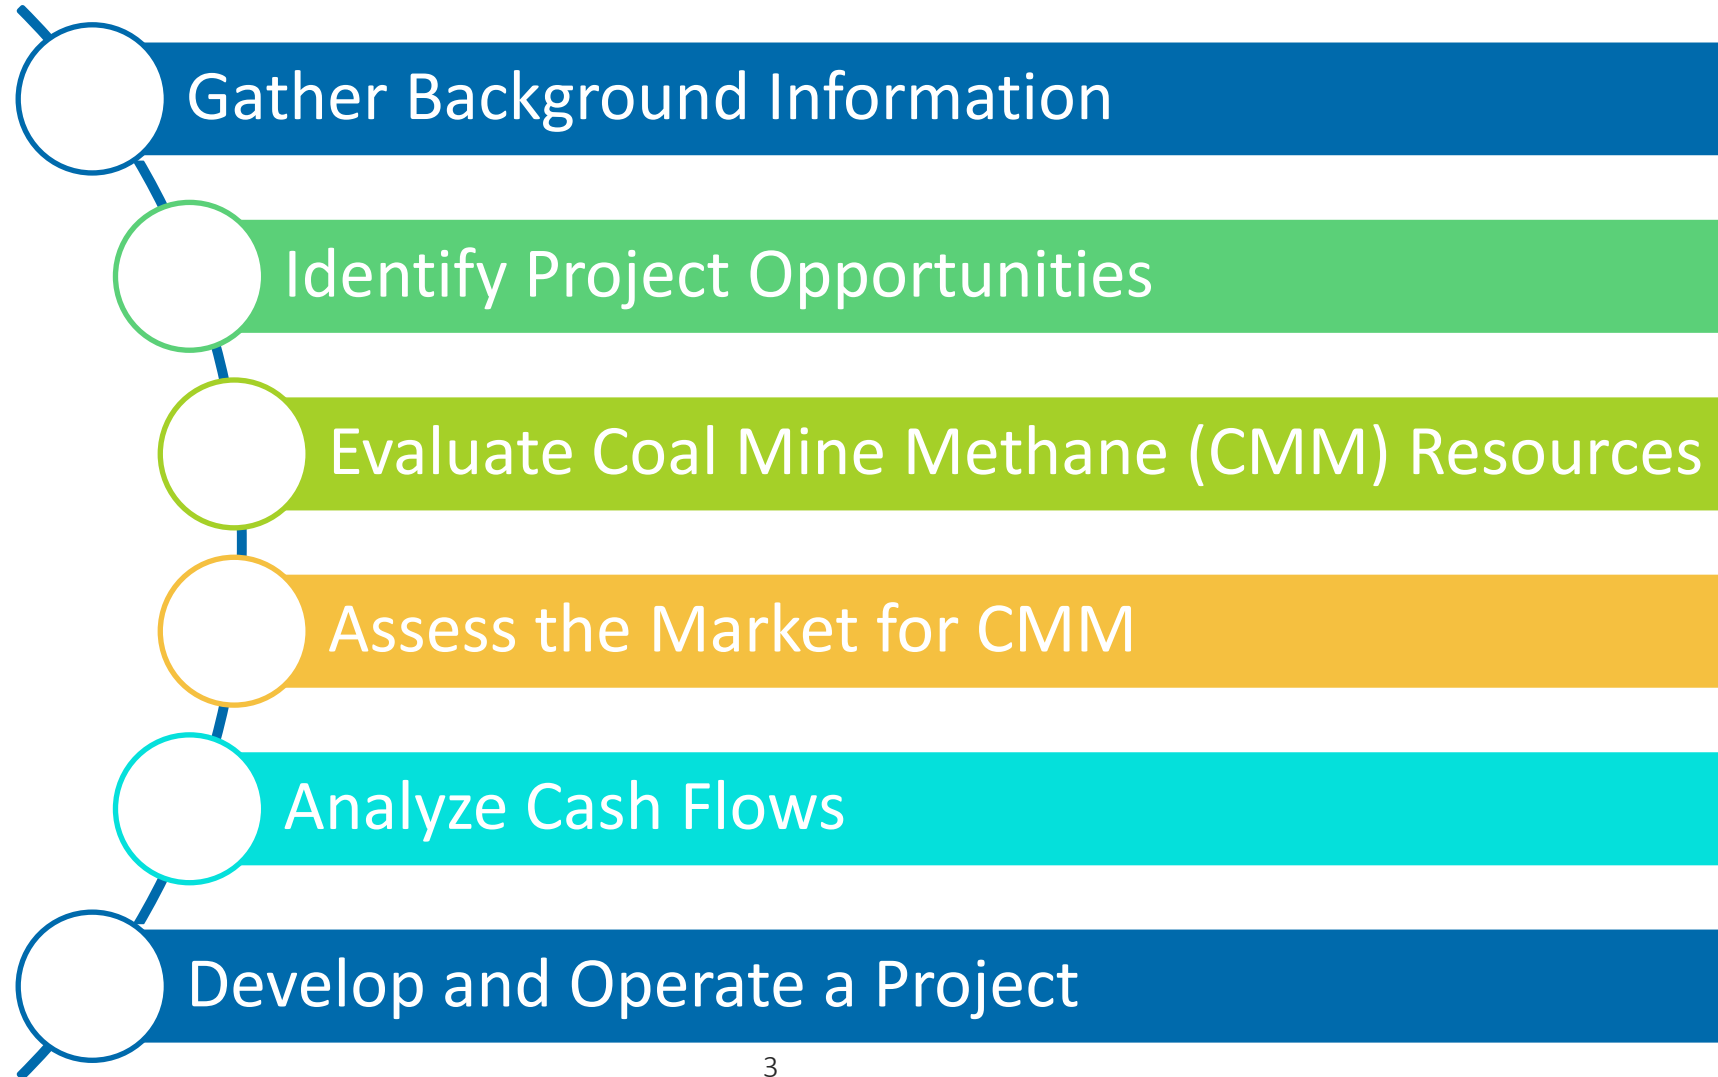 Gather Background Information
Identify Project Opportunities
Evaluate Coal Mine Methane (CMM) Resources
Assess the Market for CMM
Analyze Cash Flows
Develop and Operate a Project
3